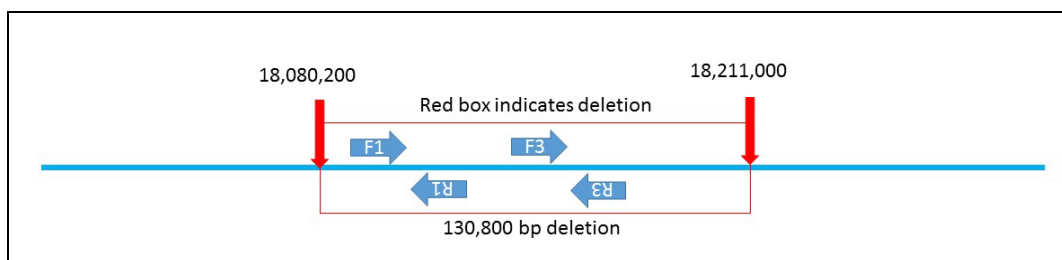 18,080,200
18,211,000
Red box indicates deletion
F1
F3
R1
R3
130,800 bp deletion